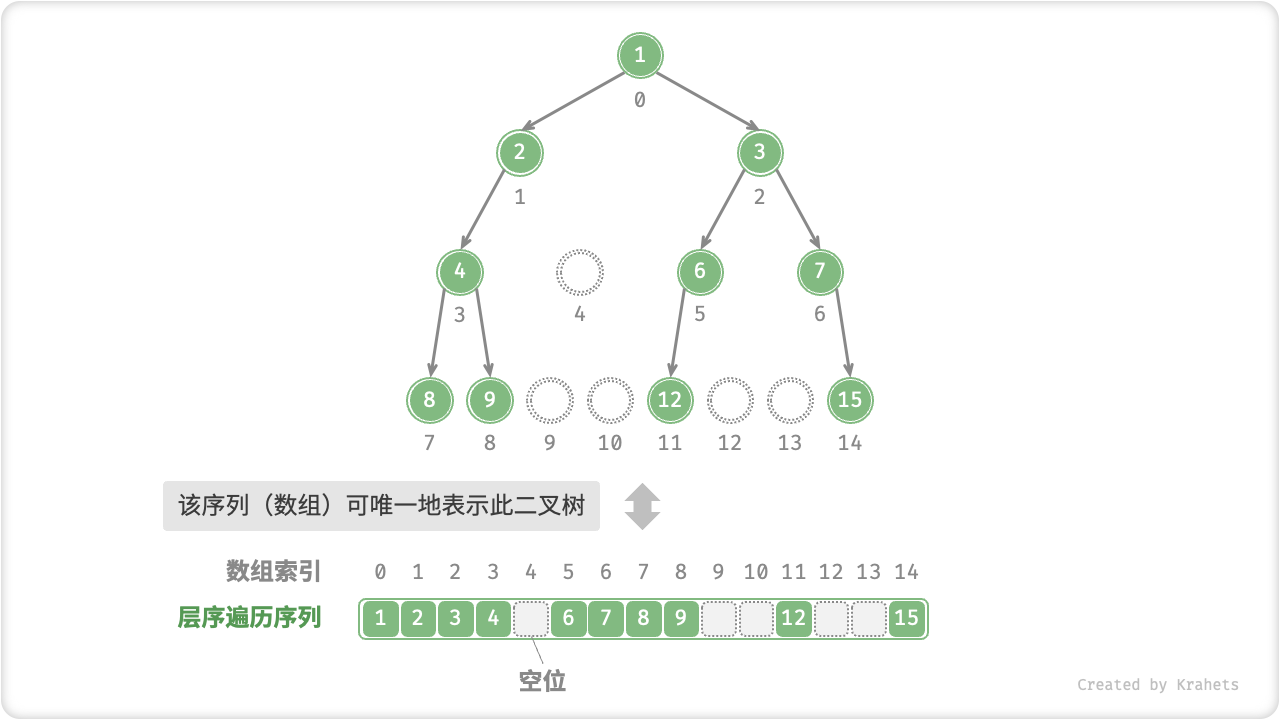 1
0
2 3
1 2
4 6 7
3 4 5 6
8 9 12 15
7 8 9 10 11 12 13 14
该序列（数组）可唯一地表示此二叉树
数组索引 0 1 2 3 4 5 6 7 8 9 10 11 12 13 14
层序遍历序列 1 2 3 4 6 7 8 9 12 15
空位
Created by Krahets